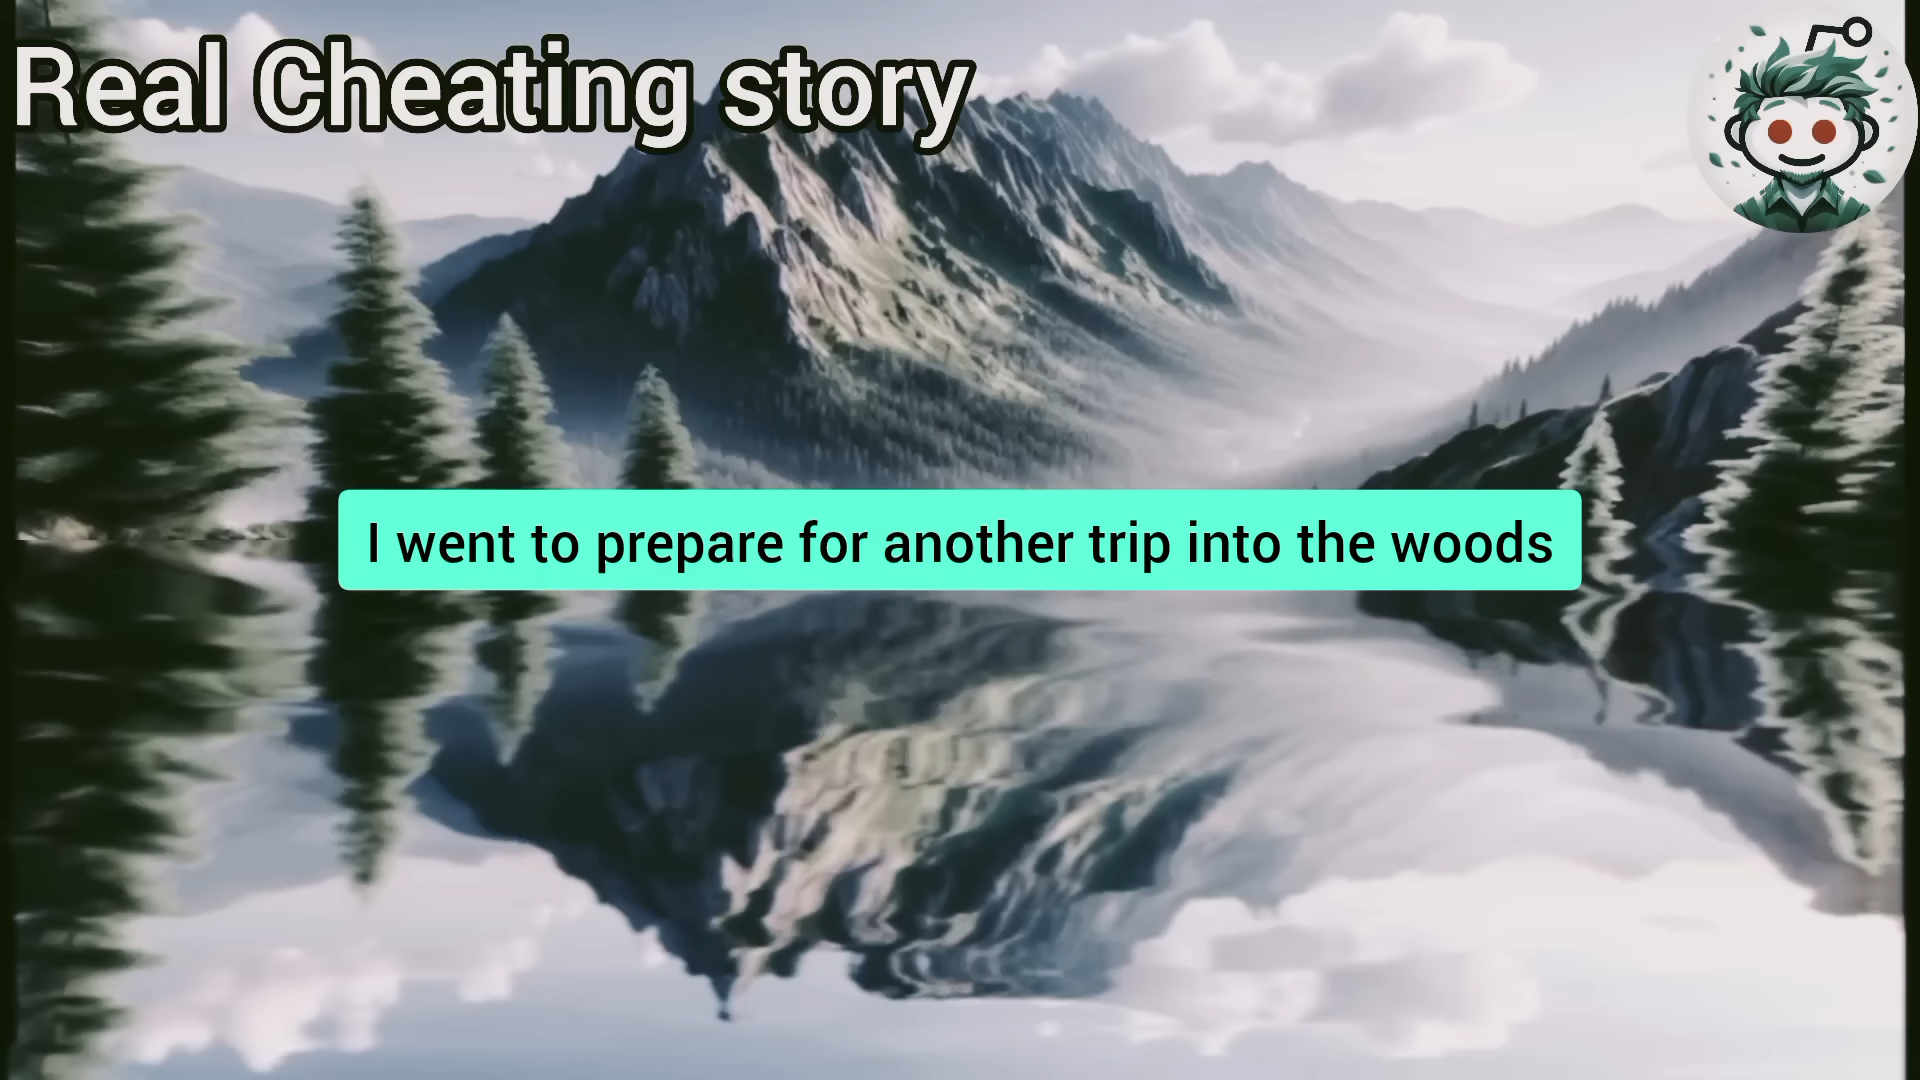 Real Cheating story
I went to prepare for another trip into the woods